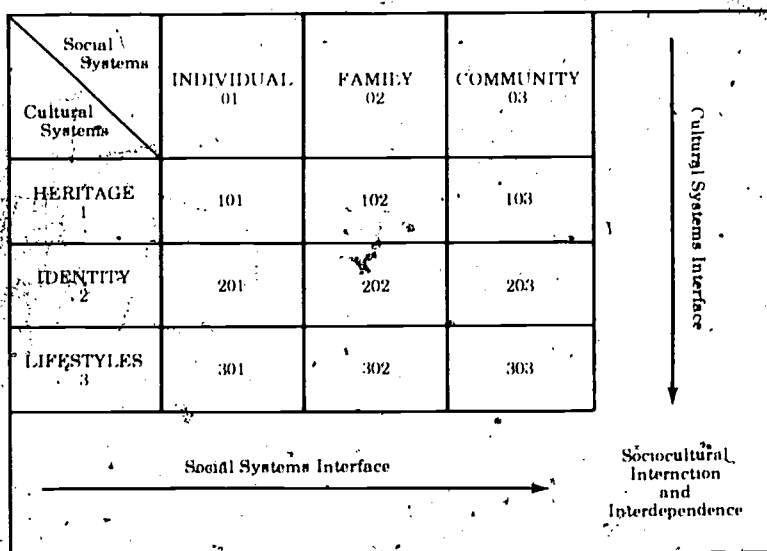 Social
Systems
Cultural
Systems
INDIVIDUAL
01
FAMILY
02
COMMUNITY
03
HERITAGE
1
101
102
103
IDENTITY
2
201
202
203
LIFESTYLES
3
301
302
303
Cultural Systems Interface
Social Systems Interface
Sociocultural
Interaction
and
Interdependence